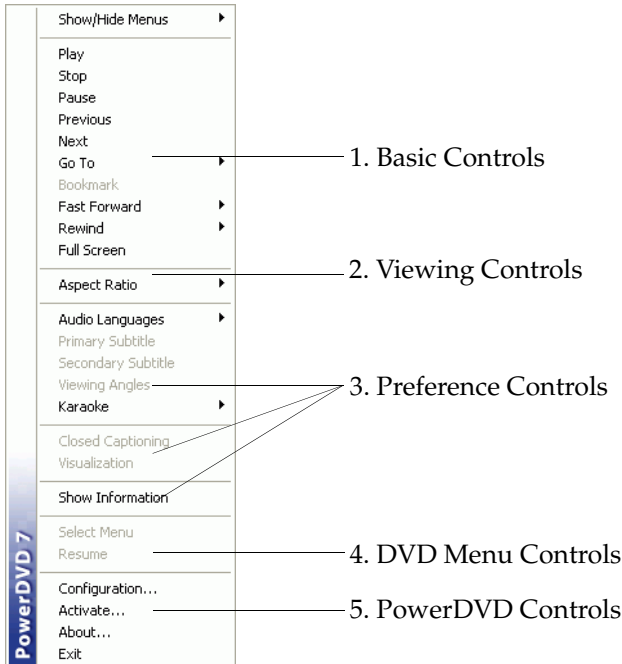 Show/Hide Menus
Play
Stop
Pause
Previous
Next
Go To
Bookmark
Fast Forward
Rewind
Full Screen
Aspect Ratio
Audio Languages
Primary Subtitle
Secondary Subtitle
Viewing Angles
Karaoke
Closed Captioning
Visualization
Show Information
Select Menu
Resume
Configuration...
Activate...
About...
Exit
PowerDVD 7
1. Basic Controls
2. Viewing Controls
3. Preference Controls
4. DVD Menu Controls
5. PowerDVD Controls